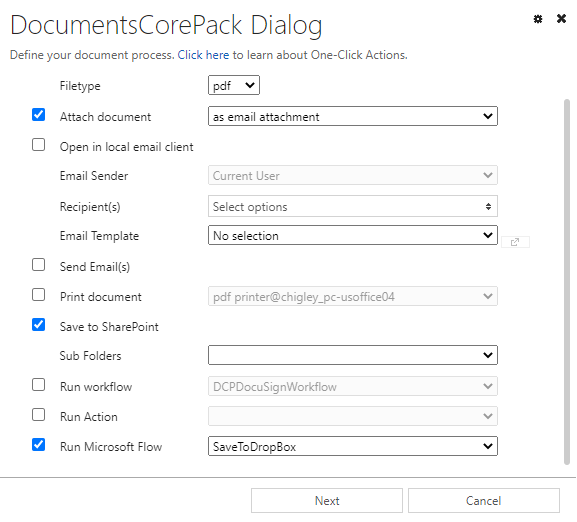 DocumentsCorePack Dialog
Define your document process. Click here to learn about One-Click Actions.
Filetype pdf
Attach document as email attachment
Open in local email client
Email Sender Current User
Recipient(s) Select options
Email Template No selection
Send Email(s)
Print document pdf printer@chigley_pc-usoffice04
Save to SharePoint
Sub Folders
Run workflow DCPDocuSignWorkflow
Run Action
Run Microsoft Flow SaveToDropBox
Next Cancel